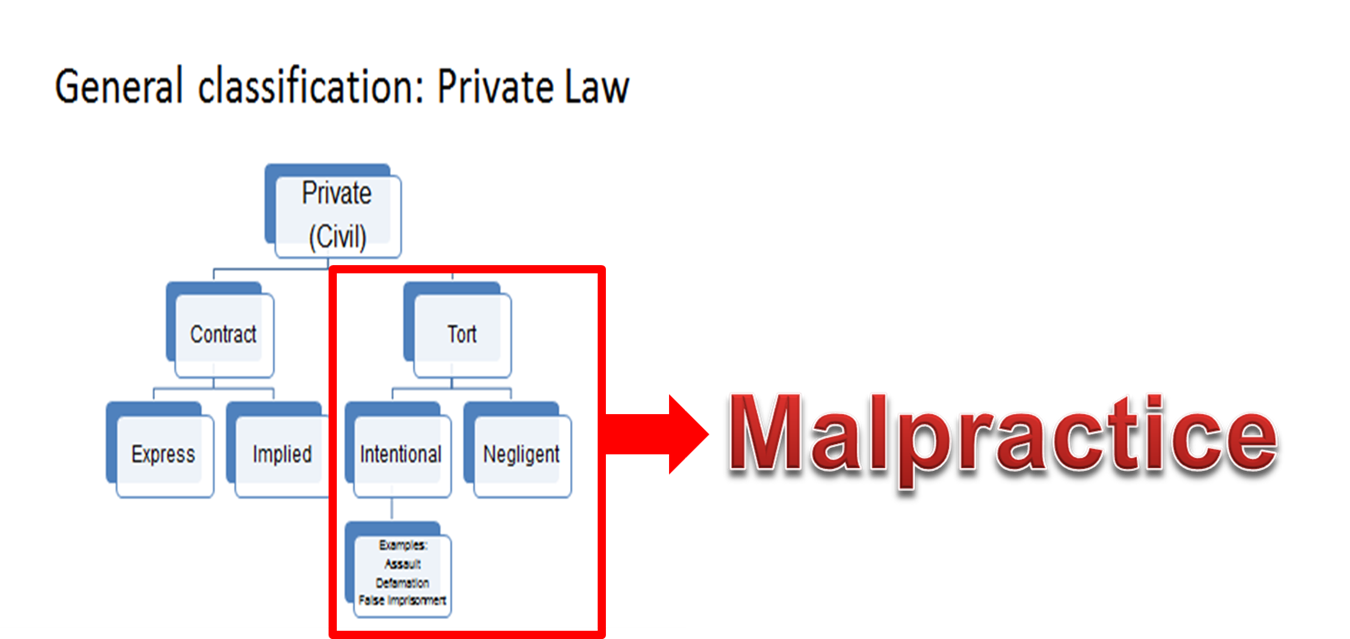 General classification: Private Law
Private
(Civil)
Contract
Tort
Express
Implied
Intentional
Negligent
Examples:
Assault
Defamation
False Imprisonment
Malpractice